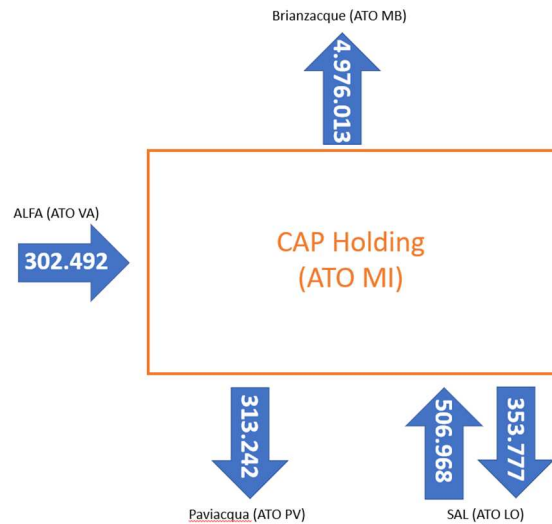 Brianzacque (ATO MB)
4.976.013
ALFA (ATO VA)
302.492
CAP Holding
(ATO MI)
313.242
506.968
353.777
Paviacqua (ATO PV)
SAL (ATO LO)